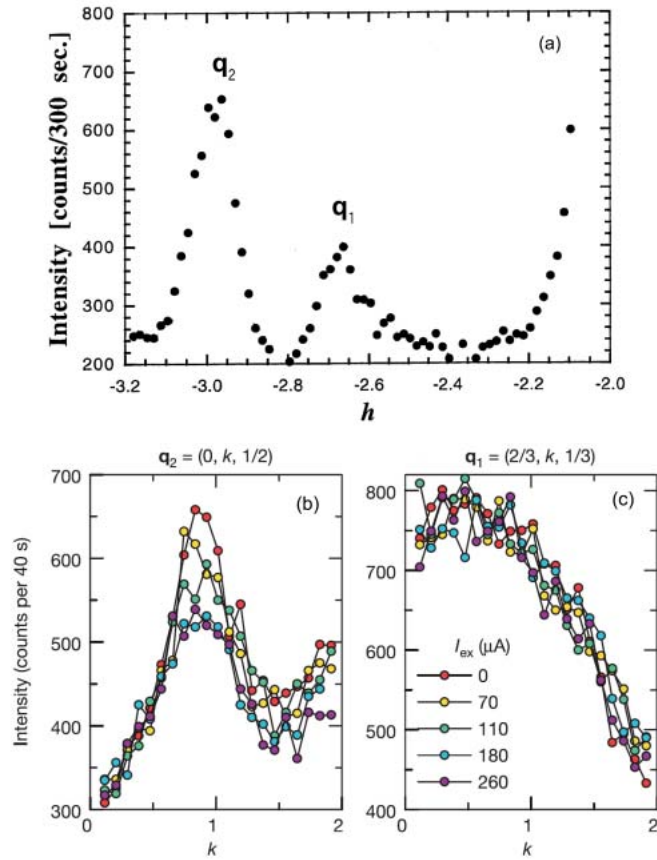 800
(a)
q2
700
600
q1
500
400
300
200
Intensity [counts/300 sec.]
-3.2 -3.0 -2.8 -2.6 -2.4 -2.2 -2.0
h
q2 = (0, k, 1/2)
q1 = (2/3, k, 1/3)
700
(b)
600
500
400
300
Intensity (counts per 40 s)
0 1 2
k
(c)
800
700
600
500
400
Iex (μA)
0
70
110
180
260
0 1 2
k